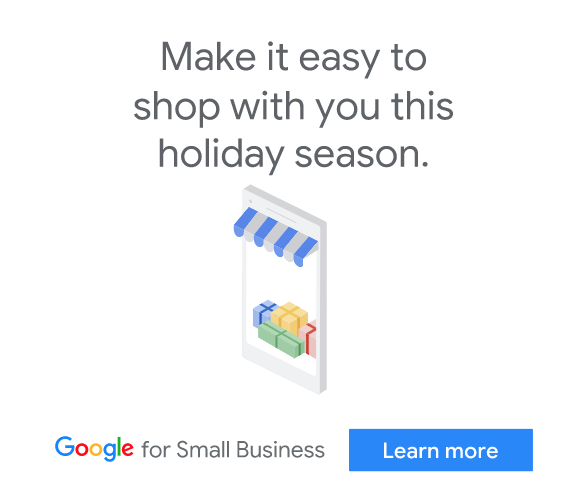 Make it easy to
shop with you this
holiday season.
Google for Small Business
Learn more